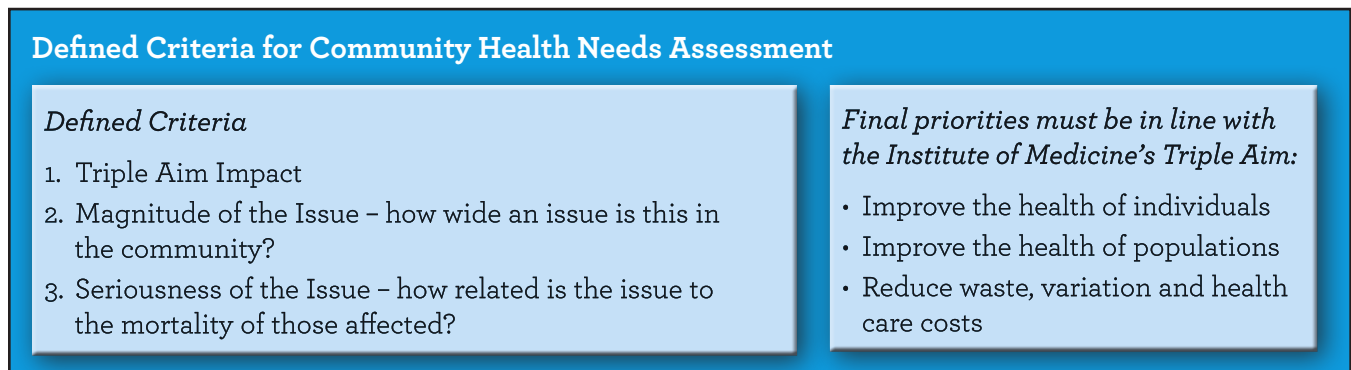 Defined Criteria for Community Health Needs Assessment
Defined Criteria
1. Triple Aim Impact
2. Magnitude of the Issue – how wide an issue is this in
the community?
3. Seriousness of the Issue – how related is the issue to
the mortality of those affected?
Final priorities must be in line with
the Institute of Medicine's Triple Aim:
• Improve the health of individuals
• Improve the health of populations
• Reduce waste, variation and health
care costs